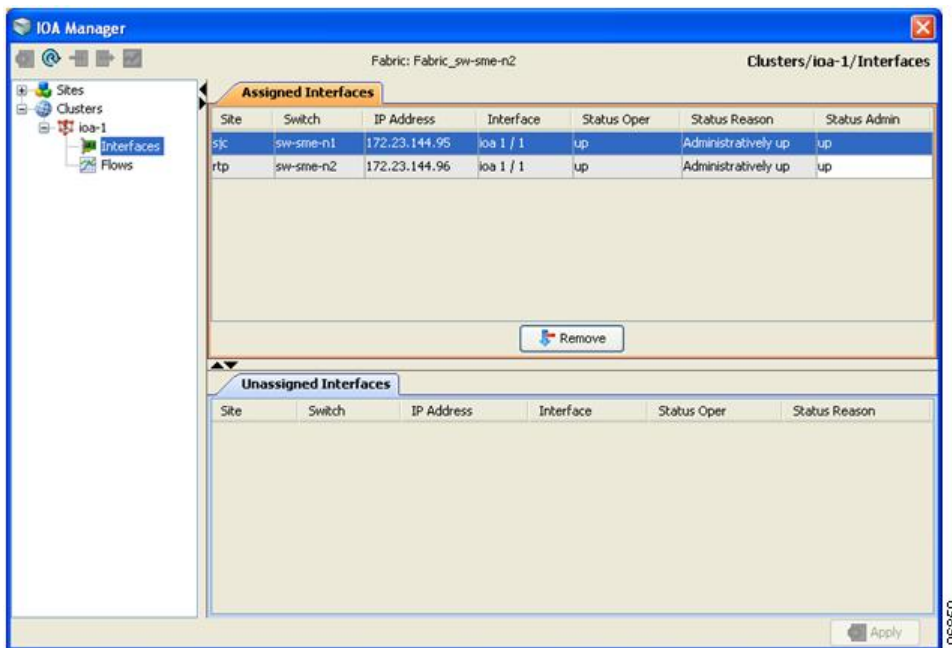 IOA Manager
Fabric: Fabric_sw-sme-n2
Clusters/ioa-1/Interfaces
Sites
Clusters
ioa-1
Interfaces
Flows
Assigned Interfaces
Site Switch IP Address Interface Status Oper Status Reason Status Admin
sjc sw-sme-n1 172.23.144.95 ioa 1 / 1 up Administratively up up
rtp sw-sme-n2 172.23.144.96 ioa 1 / 1 up Administratively up up
Remove
Unassigned Interfaces
Site Switch IP Address Interface Status Oper Status Reason
Apply